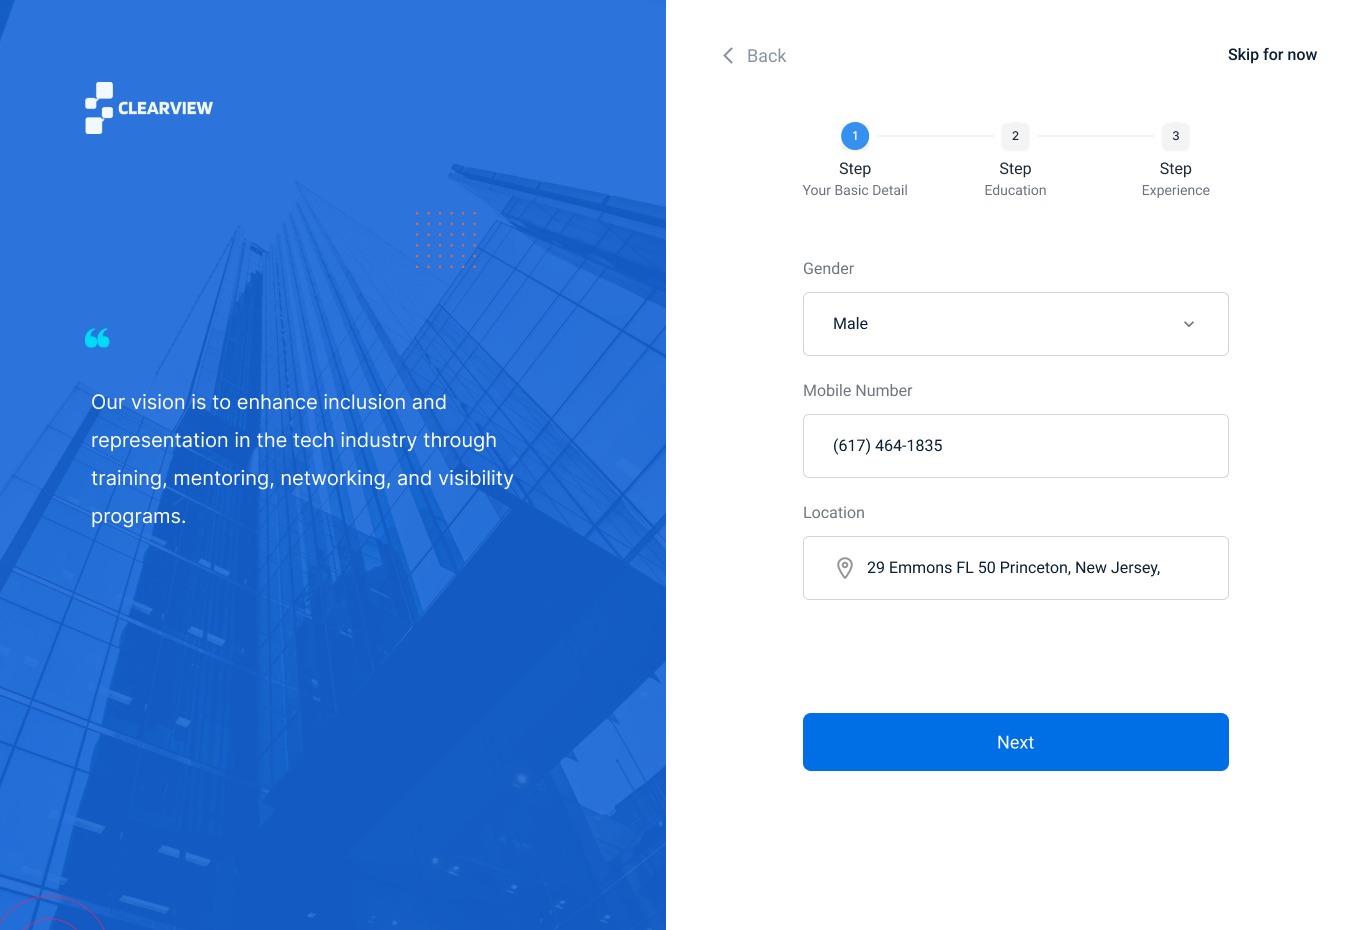 CLEARVIEW
“
Our vision is to enhance inclusion and
representation in the tech industry through
training, mentoring, networking, and visibility
programs.
Back
Skip for now
1
2
3
Step
Step
Step
Your Basic Detail
Education
Experience
Gender
Male
Mobile Number
(617) 464-1835
Location
29 Emmons FL 50 Princeton, New Jersey,
Next